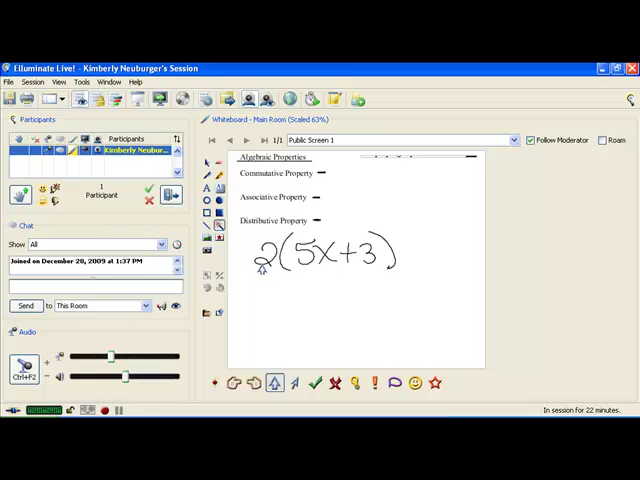 Elluminate Live! - Kimberly Neuburger's Session
File Session View Tools Window Help
Participants
Participants
Kimberly Neubur...
1
Participant
Chat
Show All
Joined on December 28, 2009 at 1:37 PM
Send to This Room
Audio
Ctrl+F2
Whiteboard - Main Room (Scaled 63%)
1/1 Public Screen 1 Follow Moderator Roam
Algebraic Properties
Commutative Property
Associative Property
Distributive Property
2(5x+3)
In session for 22 minutes.